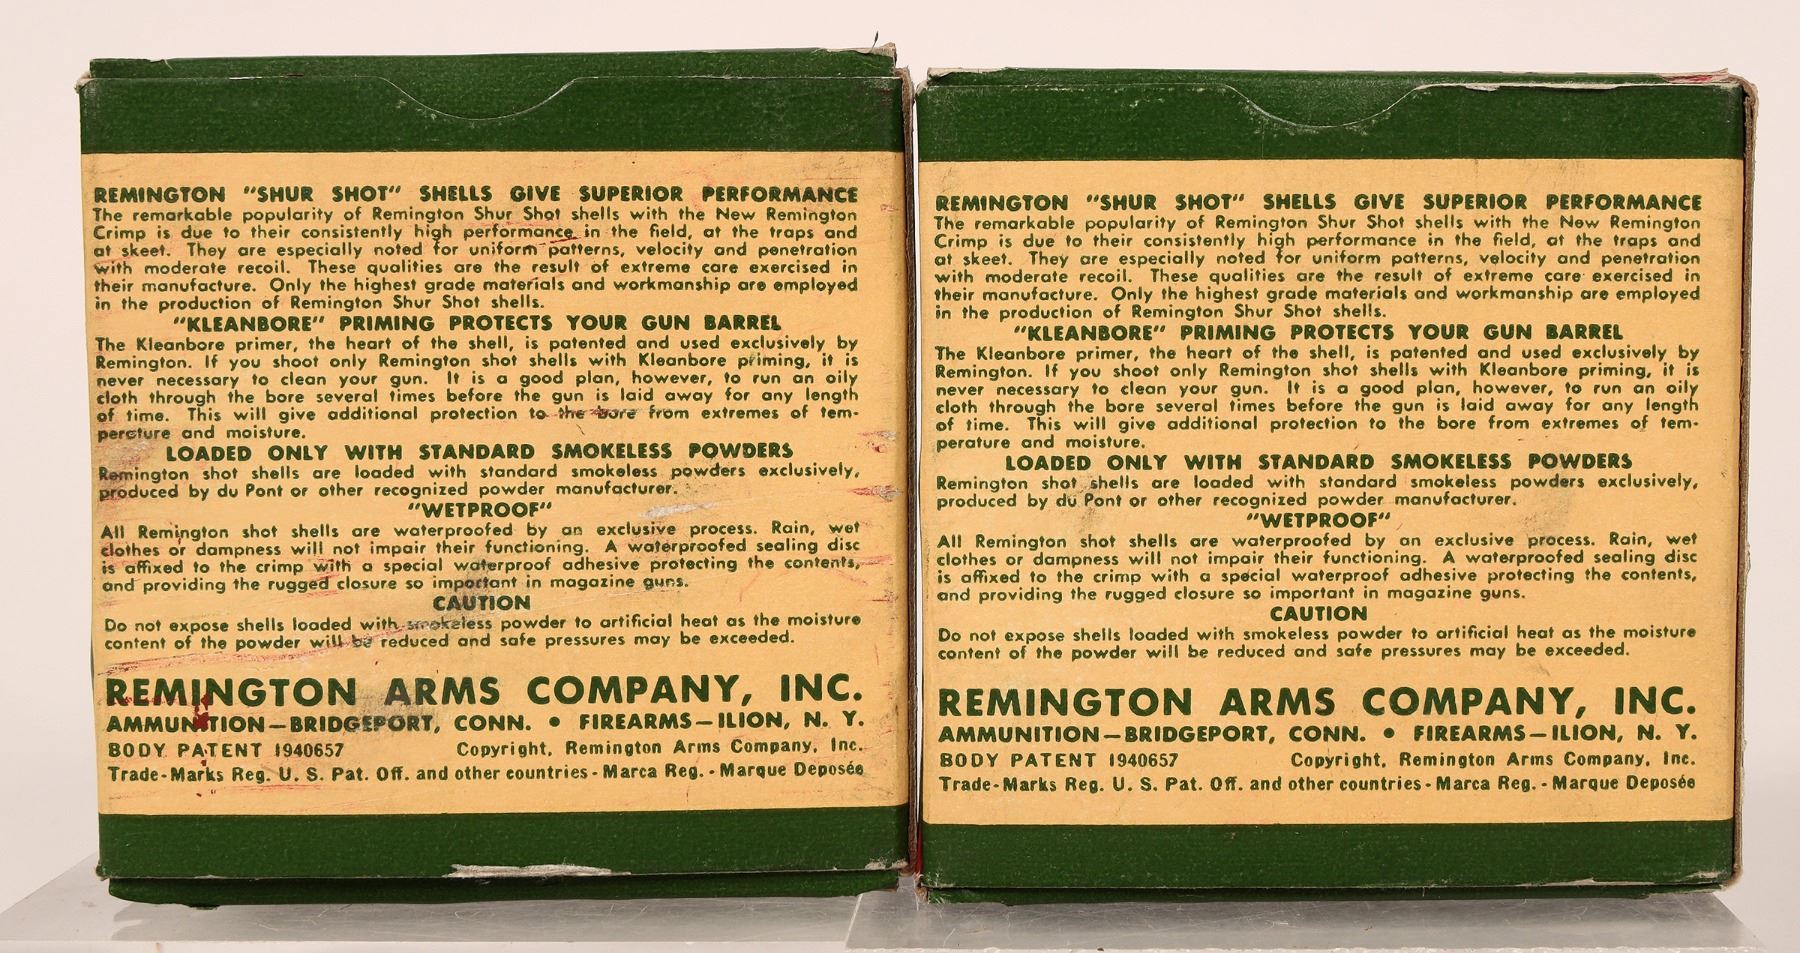 REMINGTON "SHUR SHOT" SHELLS GIVE SUPERIOR PERFORMANCE
The remarkable popularity of Remington Shur Shot shells with the New Remington
Crimp is due to their consistently high performance in the field, at the traps and
at skeet. They are especially noted for uniform patterns, velocity and penetration
with moderate recoil. These qualities are the result of extreme care exercised in
their manufacture. Only the highest grade materials and workmanship are employed
in the production of Remington Shur Shot shells.
"KLEANBORE" PRIMING PROTECTS YOUR GUN BARREL
The Kleanbore primer, the heart of the shell, is patented and used exclusively by
Remington. If you shoot only Remington shot shells with Kleanbore priming, it is
never necessary to clean your gun. It is a good plan, however, to run an oily
cloth through the bore several times before the gun is laid away for any length
of time. This will give additional protection to the bore from extremes of tem-
perature and moisture.
LOADED ONLY WITH STANDARD SMOKELESS POWDERS
Remington shot shells are loaded with standard smokeless powders exclusively,
produced by du Pont or other recognized powder manufacturer.
"WETPROOF"
All Remington shot shells are waterproofed by an exclusive process. Rain, wet
clothes or dampness will not impair their functioning. A waterproofed sealing disc
is affixed to the crimp with a special waterproof adhesive protecting the contents,
and providing the rugged closure so important in magazine guns.
CAUTION
Do not expose shells loaded with smokeless powder to artificial heat as the moisture
content of the powder will be reduced and safe pressures may be exceeded.
REMINGTON ARMS COMPANY, INC.
AMMUNITION—BRIDGEPORT, CONN. • FIREARMS—ILION, N. Y.
BODY PATENT 1940657 Copyright, Remington Arms Company, Inc.
Trade-Marks Reg. U. S. Pat. Off. and other countries - Marca Reg. - Marque Deposée
REMINGTON "SHUR SHOT" SHELLS GIVE SUPERIOR PERFORMANCE
The remarkable popularity of Remington Shur Shot shells with the New Remington
Crimp is due to their consistently high performance in the field, at the traps and
at skeet. They are especially noted for uniform patterns, velocity and penetration
with moderate recoil. These qualities are the result of extreme care exercised in
their manufacture. Only the highest grade materials and workmanship are employed
in the production of Remington Shur Shot shells.
"KLEANBORE" PRIMING PROTECTS YOUR GUN BARREL
The Kleanbore primer, the heart of the shell, is patented and used exclusively by
Remington. If you shoot only Remington shot shells with Kleanbore priming, it is
never necessary to clean your gun. It is a good plan, however, to run an oily
cloth through the bore several times before the gun is laid away for any length
of time. This will give additional protection to the bore from extremes of tem-
perature and moisture.
LOADED ONLY WITH STANDARD SMOKELESS POWDERS
Remington shot shells are loaded with standard smokeless powders exclusively,
produced by du Pont or other recognized powder manufacturer.
"WETPROOF"
All Remington shot shells are waterproofed by an exclusive process. Rain, wet
clothes or dampness will not impair their functioning. A waterproofed sealing disc
is affixed to the crimp with a special waterproof adhesive protecting the contents,
and providing the rugged closure so important in magazine guns.
CAUTION
Do not expose shells loaded with smokeless powder to artificial heat as the moisture
content of the powder will be reduced and safe pressures may be exceeded.
REMINGTON ARMS COMPANY, INC.
AMMUNITION—BRIDGEPORT, CONN. • FIREARMS—ILION, N. Y.
BODY PATENT 1940657 Copyright, Remington Arms Company, Inc.
Trade-Marks Reg. U. S. Pat. Off. and other countries - Marca Reg. - Marque Deposée